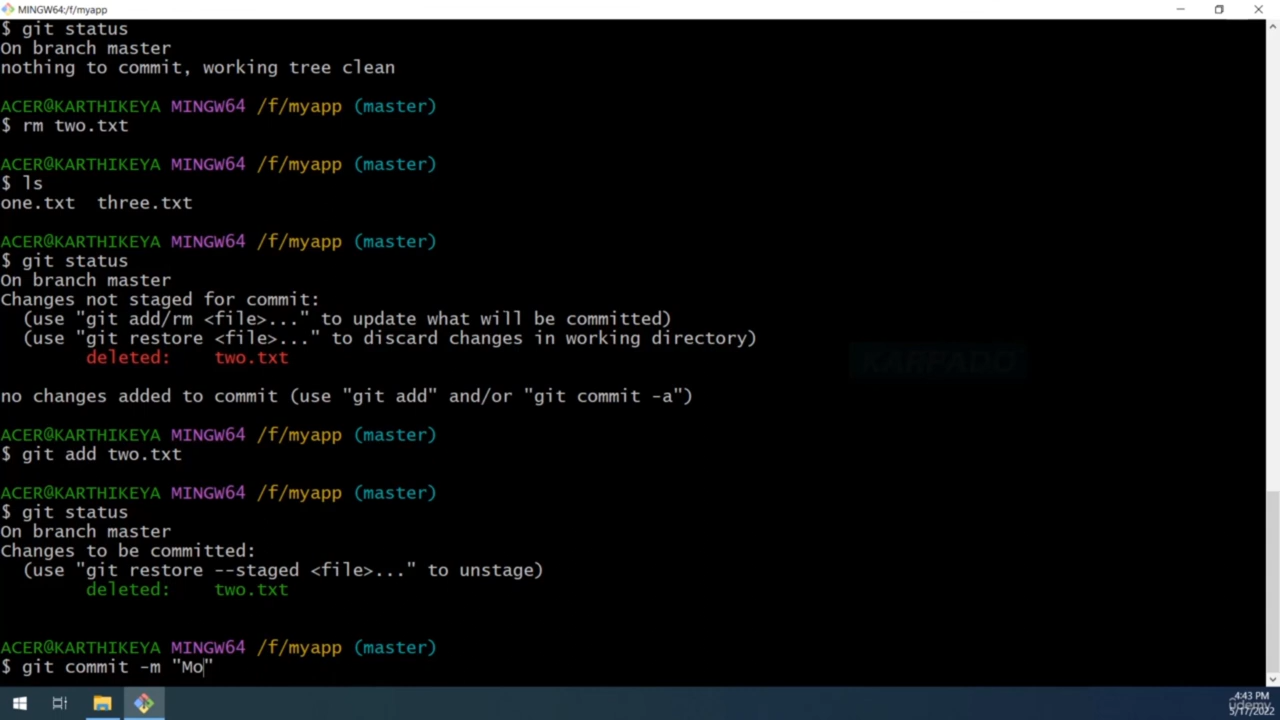 MINGW64:/f/myapp
$ git status
On branch master
nothing to commit, working tree clean
ACER@KARTHIKEYA MINGW64 /f/myapp (master)
$ rm two.txt
ACER@KARTHIKEYA MINGW64 /f/myapp (master)
$ ls
one.txt  three.txt
ACER@KARTHIKEYA MINGW64 /f/myapp (master)
$ git status
On branch master
Changes not staged for commit:
  (use "git add/rm <file>..." to update what will be committed)
  (use "git restore <file>..." to discard changes in working directory)
        deleted:    two.txt
KARPADO
no changes added to commit (use "git add" and/or "git commit -a")
ACER@KARTHIKEYA MINGW64 /f/myapp (master)
$ git add two.txt
ACER@KARTHIKEYA MINGW64 /f/myapp (master)
$ git status
On branch master
Changes to be committed:
  (use "git restore --staged <file>..." to unstage)
        deleted:    two.txt
ACER@KARTHIKEYA MINGW64 /f/myapp (master)
$ git commit -m "Mo"
4:43 PM
udemy
3/17/2022